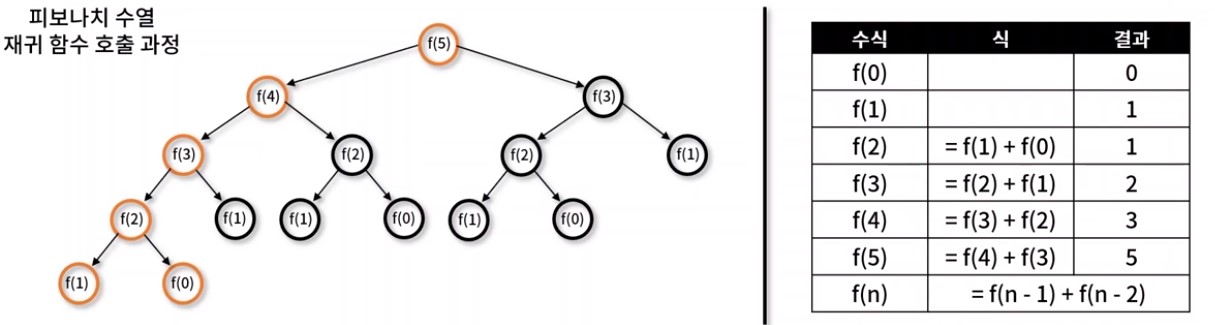 피보나치 수열
재귀 함수 호출 과정
f(5)
f(4) f(3)
f(3) f(2) f(2) f(1)
f(2) f(1) f(1) f(0) f(1) f(0)
f(1) f(0)
수식 식 결과
f(0) 0
f(1) 1
f(2) = f(1) + f(0) 1
f(3) = f(2) + f(1) 2
f(4) = f(3) + f(2) 3
f(5) = f(4) + f(3) 5
f(n) = f(n - 1) + f(n - 2)